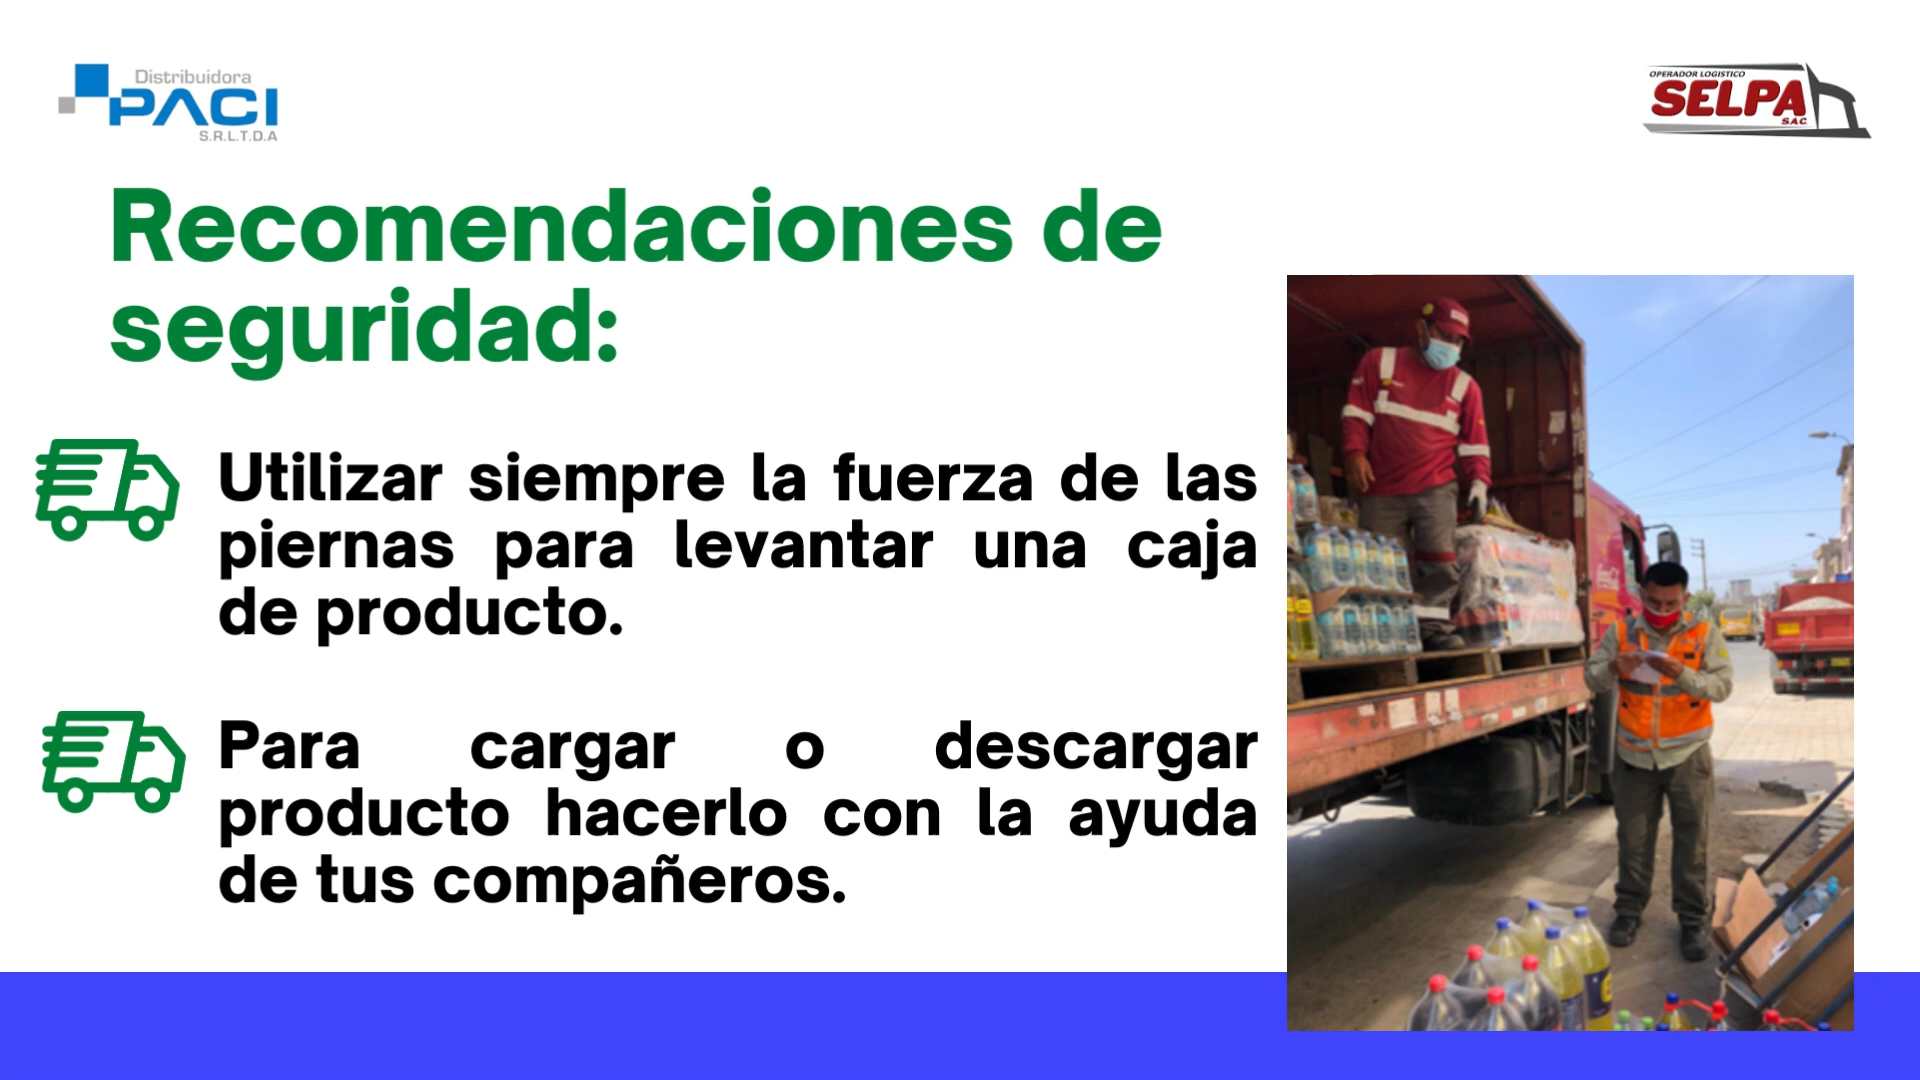 Distribuidora
PACI
S.R.L.T.D.A
OPERADOR LOGISTICO
SELPA
S.A.C.
Recomendaciones de
seguridad:
Utilizar siempre la fuerza de las
piernas para levantar una caja
de producto.
Para cargar o descargar
producto hacerlo con la ayuda
de tus compañeros.